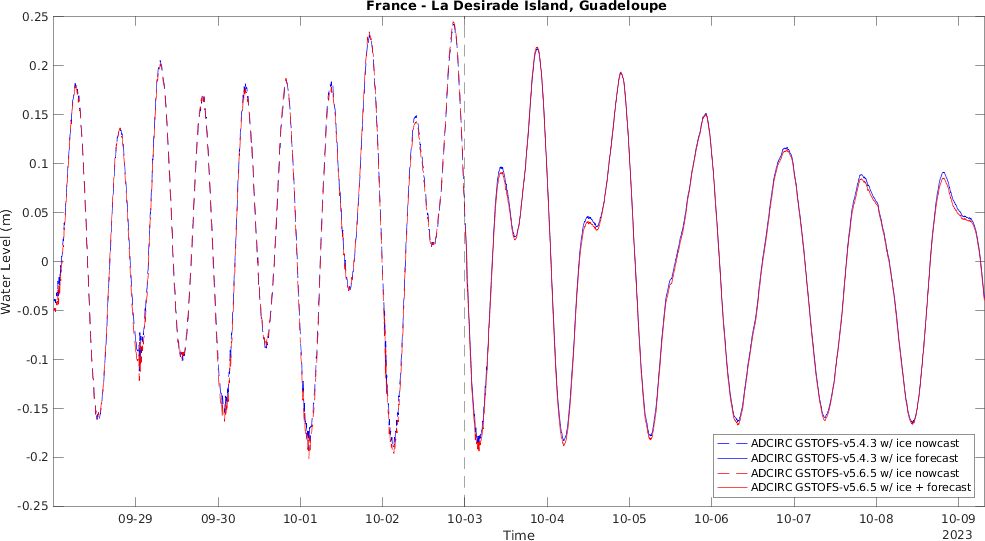 France - La Desirade Island, Guadeloupe
0.25
0.2
0.15
0.1
0.05
0
-0.05
-0.1
-0.15
-0.2
-0.25
Water Level (m)
ADCIRC GSTOFS-v5.4.3 w/ ice nowcast
ADCIRC GSTOFS-v5.4.3 w/ ice forecast
ADCIRC GSTOFS-v5.6.5 w/ ice nowcast
ADCIRC GSTOFS-v5.6.5 w/ ice + forecast
09-29 09-30 10-01 10-02 10-03 10-04 10-05 10-06 10-07 10-08 10-09
2023
Time